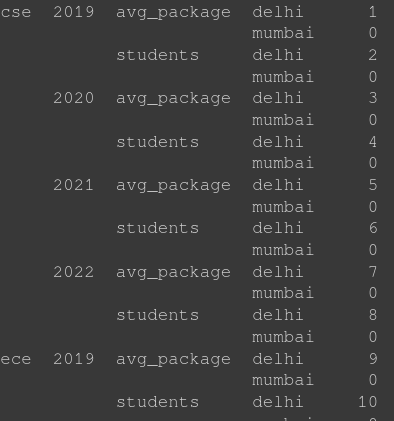 cse 2019 avg_package delhi 1
mumbai 0
students delhi 2
mumbai 0
2020 avg_package delhi 3
mumbai 0
students delhi 4
mumbai 0
2021 avg_package delhi 5
mumbai 0
students delhi 6
mumbai 0
2022 avg_package delhi 7
mumbai 0
students delhi 8
mumbai 0
ece 2019 avg_package delhi 9
mumbai 0
students delhi 10